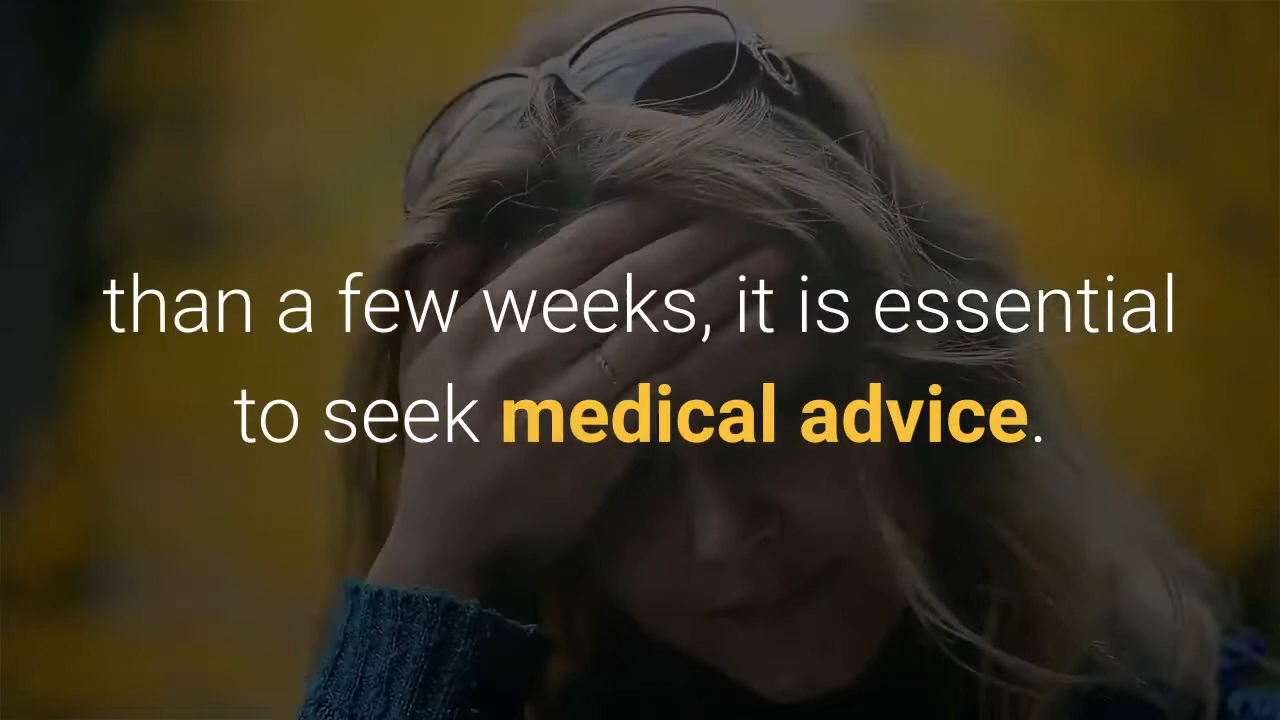 than a few weeks, it is essential
to seek medical advice.